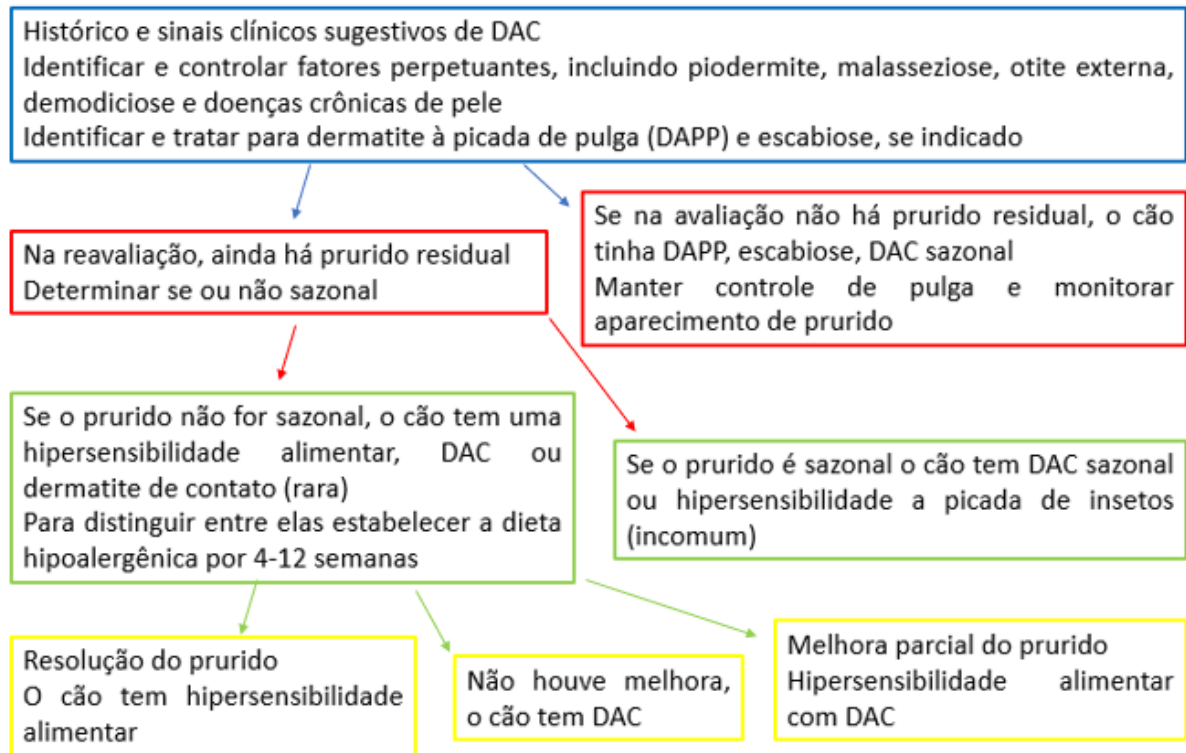 Histórico e sinais clínicos sugestivos de DAC
Identificar e controlar fatores perpetuantes, incluindo piodermite, malasseziose, otite externa,
demodiciose e doenças crônicas de pele
Identificar e tratar para dermatite à picada de pulga (DAPP) e escabiose, se indicado
Na reavaliação, ainda há prurido residual
Determinar se ou não sazonal
Se na avaliação não há prurido residual, o cão
tinha DAPP, escabiose, DAC sazonal
Manter controle de pulga e monitorar
aparecimento de prurido
Se o prurido não for sazonal, o cão tem uma
hipersensibilidade alimentar, DAC ou
dermatite de contato (rara)
Para distinguir entre elas estabelecer a dieta
hipoalergênica por 4-12 semanas
Se o prurido é sazonal o cão tem DAC sazonal
ou hipersensibilidade a picada de insetos
(incomum)
Resolução do prurido
O cão tem hipersensibilidade
alimentar
Não houve melhora,
o cão tem DAC
Melhora parcial do prurido
Hipersensibilidade alimentar
com DAC